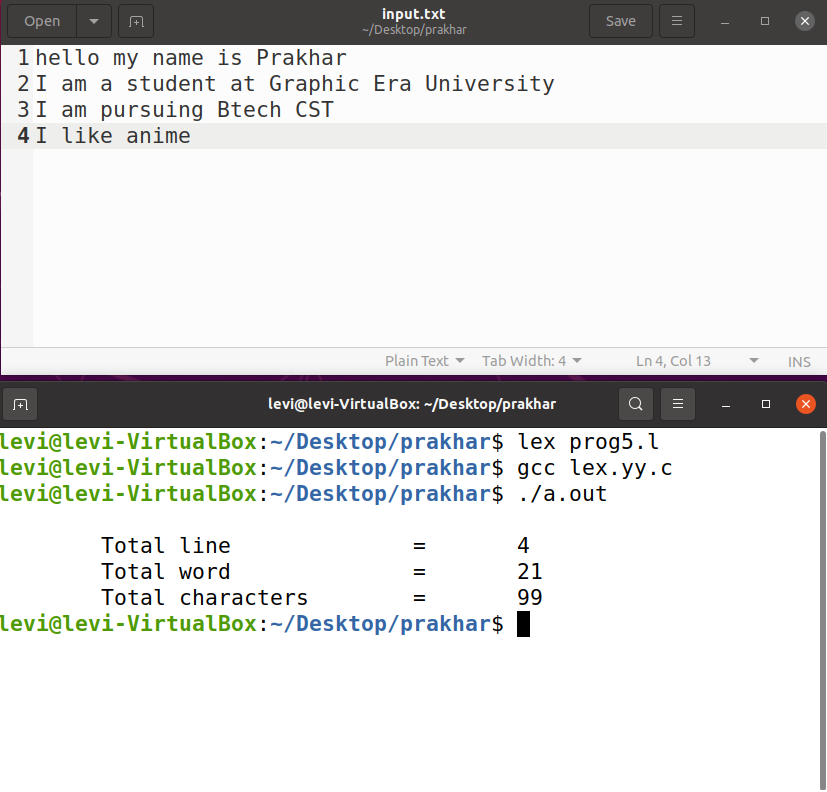 Open input.txt Save
~/Desktop/prakhar
1 hello my name is Prakhar
2 I am a student at Graphic Era University
3 I am pursuing Btech CST
4 I like anime
Plain Text Tab Width: 4 Ln 4, Col 13 INS
levi@levi-VirtualBox: ~/Desktop/prakhar
levi@levi-VirtualBox:~/Desktop/prakhar$ lex prog5.l
levi@levi-VirtualBox:~/Desktop/prakhar$ gcc lex.yy.c
levi@levi-VirtualBox:~/Desktop/prakhar$ ./a.out
Total line = 4
Total word = 21
Total characters = 99
levi@levi-VirtualBox:~/Desktop/prakhar$